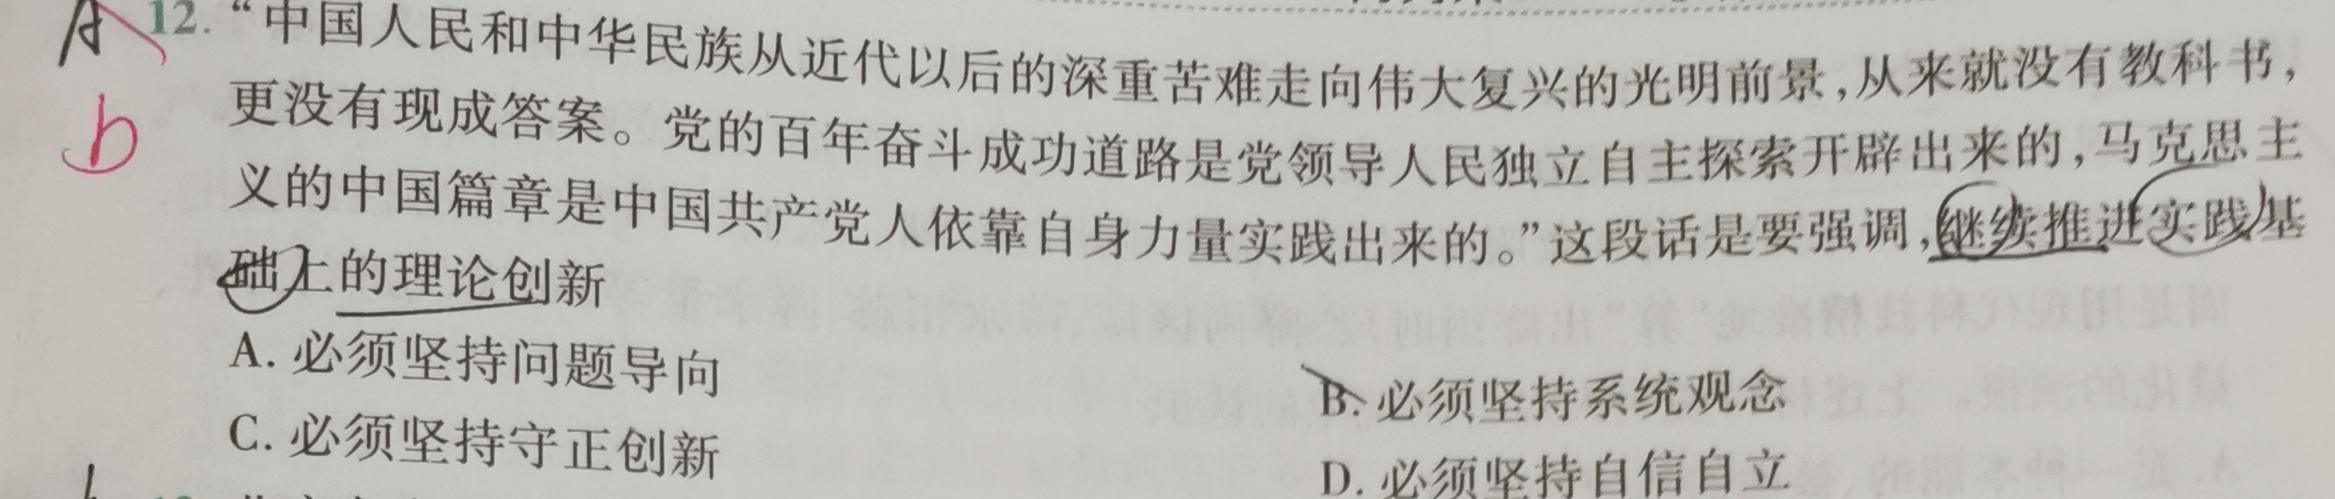 A
12. “中国人民和中华民族从近代以后的深重苦难走向伟大复兴的光明前景,从来就没有教科书,
b
更没有现成答案。党的百年奋斗成功道路是党领导人民独立自主探索开辟出来的,马克思主
义的中国篇章是中国共产党人依靠自身力量实践出来的。”这段话是要强调,继续推进实践基
础上的理论创新
A. 必须坚持问题导向
B. 必须坚持系统观念
C. 必须坚持守正创新
D. 必须坚持自信自立